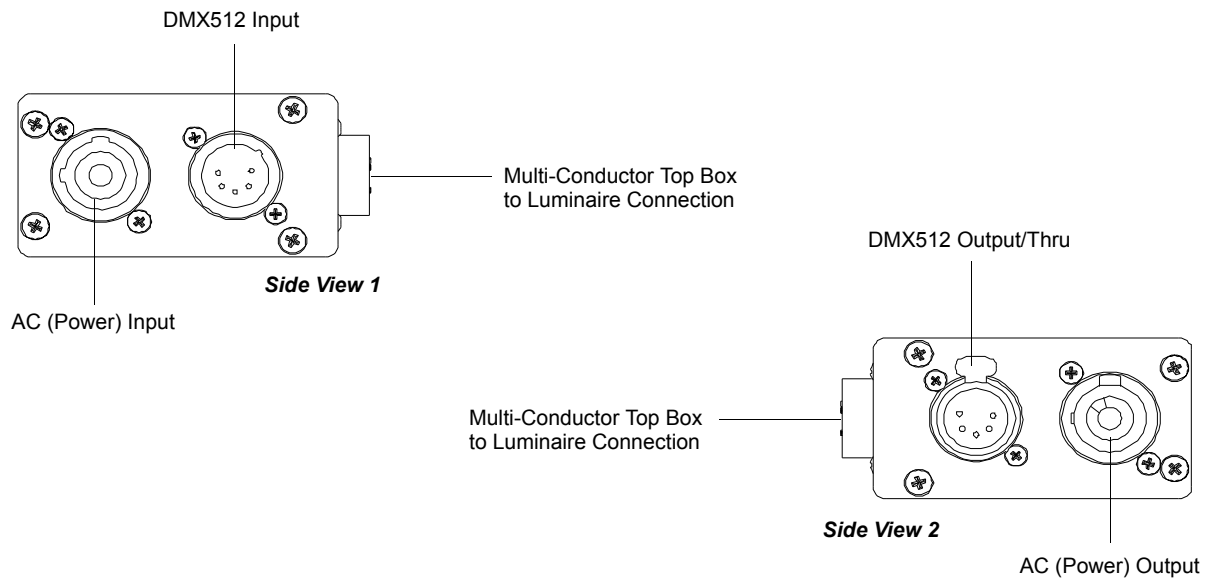 DMX512 Input
Multi-Conductor Top Box
to Luminaire Connection
Side View 1
AC (Power) Input
DMX512 Output/Thru
Multi-Conductor Top Box
to Luminaire Connection
Side View 2
AC (Power) Output